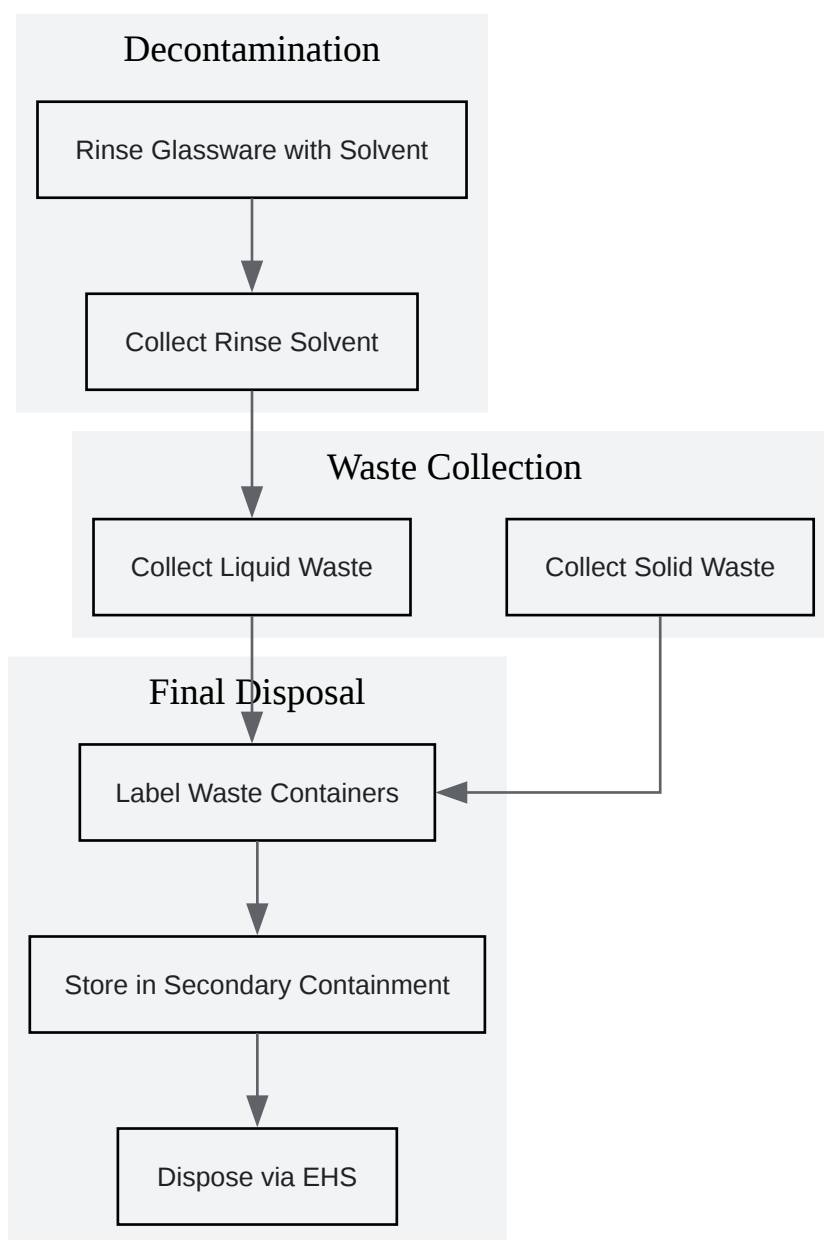 Decontamination
Rinse Glassware with Solvent
Collect Rinse Solvent
Waste Collection
Collect Liquid Waste
Collect Solid Waste
Final Disposal
Label Waste Containers
Store in Secondary Containment
Dispose via EHS